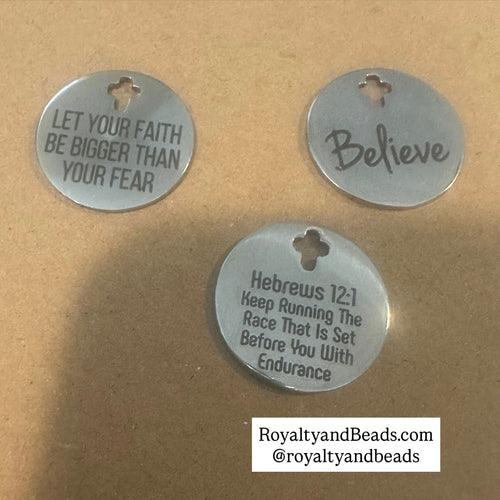 LET YOUR FAITH
BE BIGGER THAN
YOUR FEAR
Believe
Hebrews 12:1
Keep Running The
Race That Is Set
Before You With
Endurance
RoyaltyandBeads.com
@royaltyandbeads